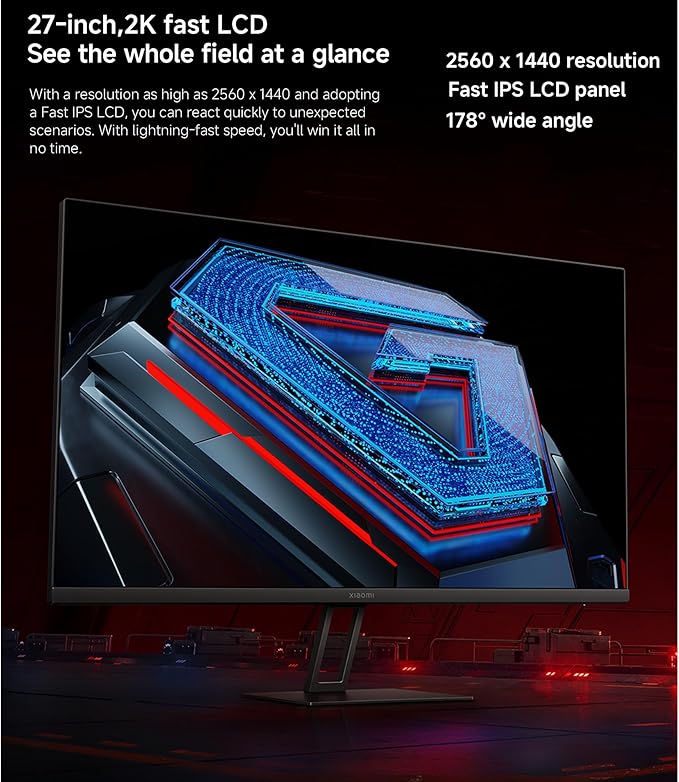 27-inch,2K fast LCD
See the whole field at a glance
With a resolution as high as 2560 x 1440 and adopting
a Fast IPS LCD, you can react quickly to unexpected
scenarios. With lightning-fast speed, you'll win it all in
no time.
2560 x 1440 resolution
Fast IPS LCD panel
178° wide angle
xiaomi